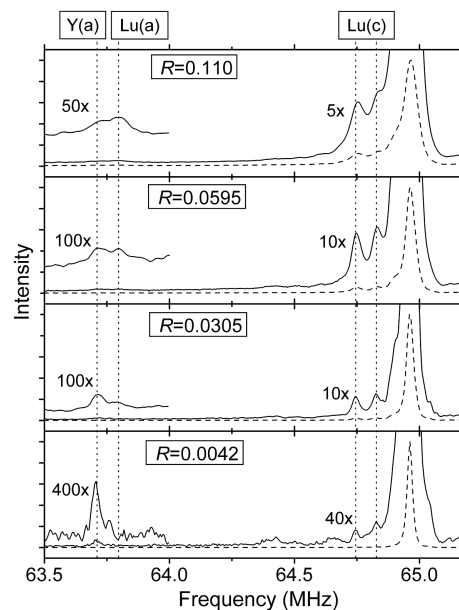 Y(a) Lu(a) Lu(c)
R=0.110
50x 5x
R=0.0595
100x 10x
R=0.0305
100x 10x
R=0.0042
400x 40x
Intensity
63.5 64.0 64.5 65.0
Frequency (MHz)